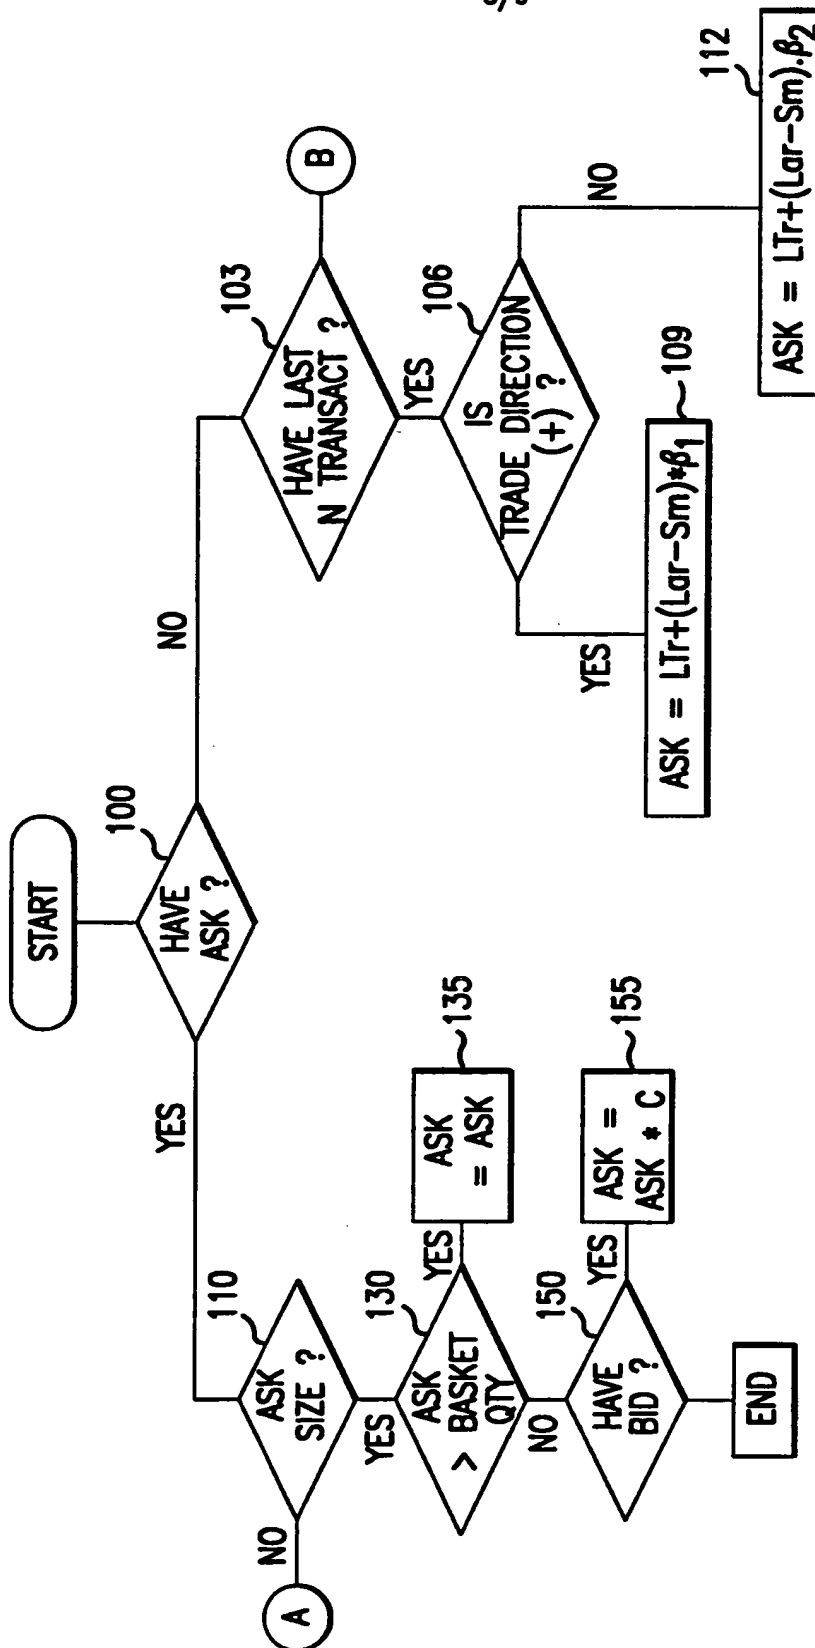 START
HAVE
ASK ?
100
YES
NO
ASK
SIZE ?
110
NO
A
YES
ASK
> BASKET
QTY
130
YES
ASK
= ASK
135
NO
HAVE
BID ?
150
YES
ASK =
ASK * C
155
END
HAVE LAST
N TRANSACT ?
103
B
YES
IS
TRADE DIRECTION
(+) ?
106
YES
ASK = LTr+(Lar-Sm)*β1
109
NO
ASK = LTr+(Lar-Sm).β2
112